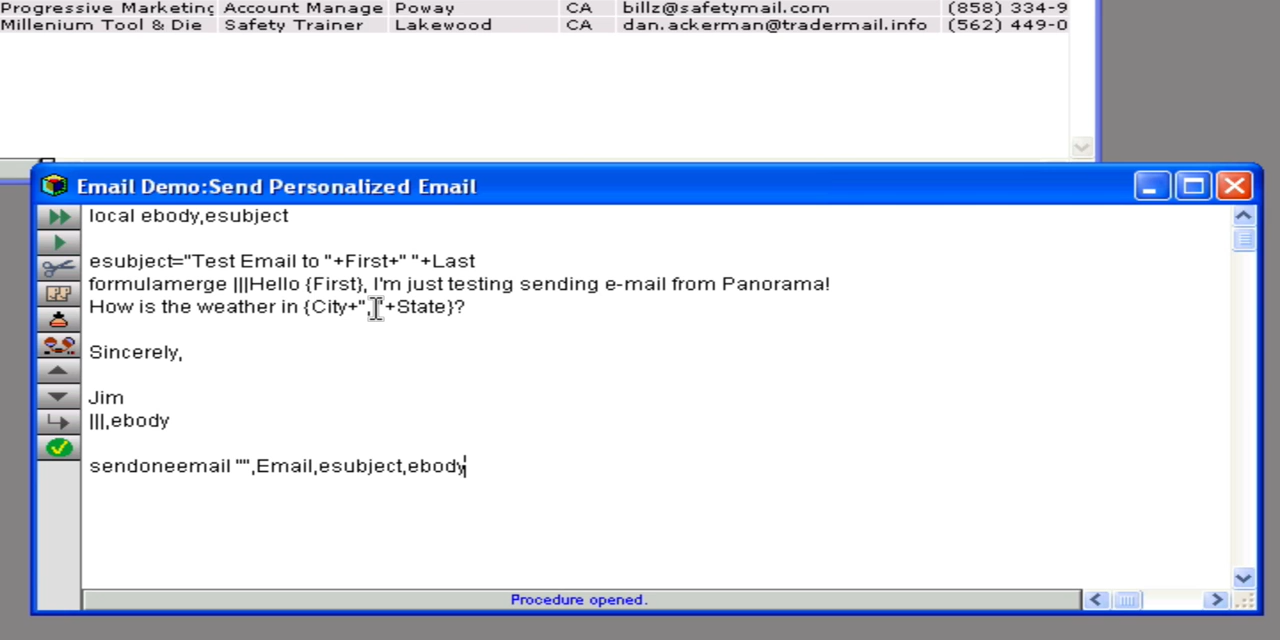 Progressive Marketing Account Manage Poway CA billz@safetymail.com (858) 334-9
Millenium Tool & Die Safety Trainer Lakewood CA dan.ackerman@tradermail.info (562) 449-0
Email Demo:Send Personalized Email
local ebody,esubject
esubject="Test Email to "+First+" "+Last
formulamerge |||Hello {First}, I'm just testing sending e-mail from Panorama!
How is the weather in {City+", "+State}?
Sincerely,
Jim
|||,ebody
sendoneemail "",Email,esubject,ebody
Procedure opened.